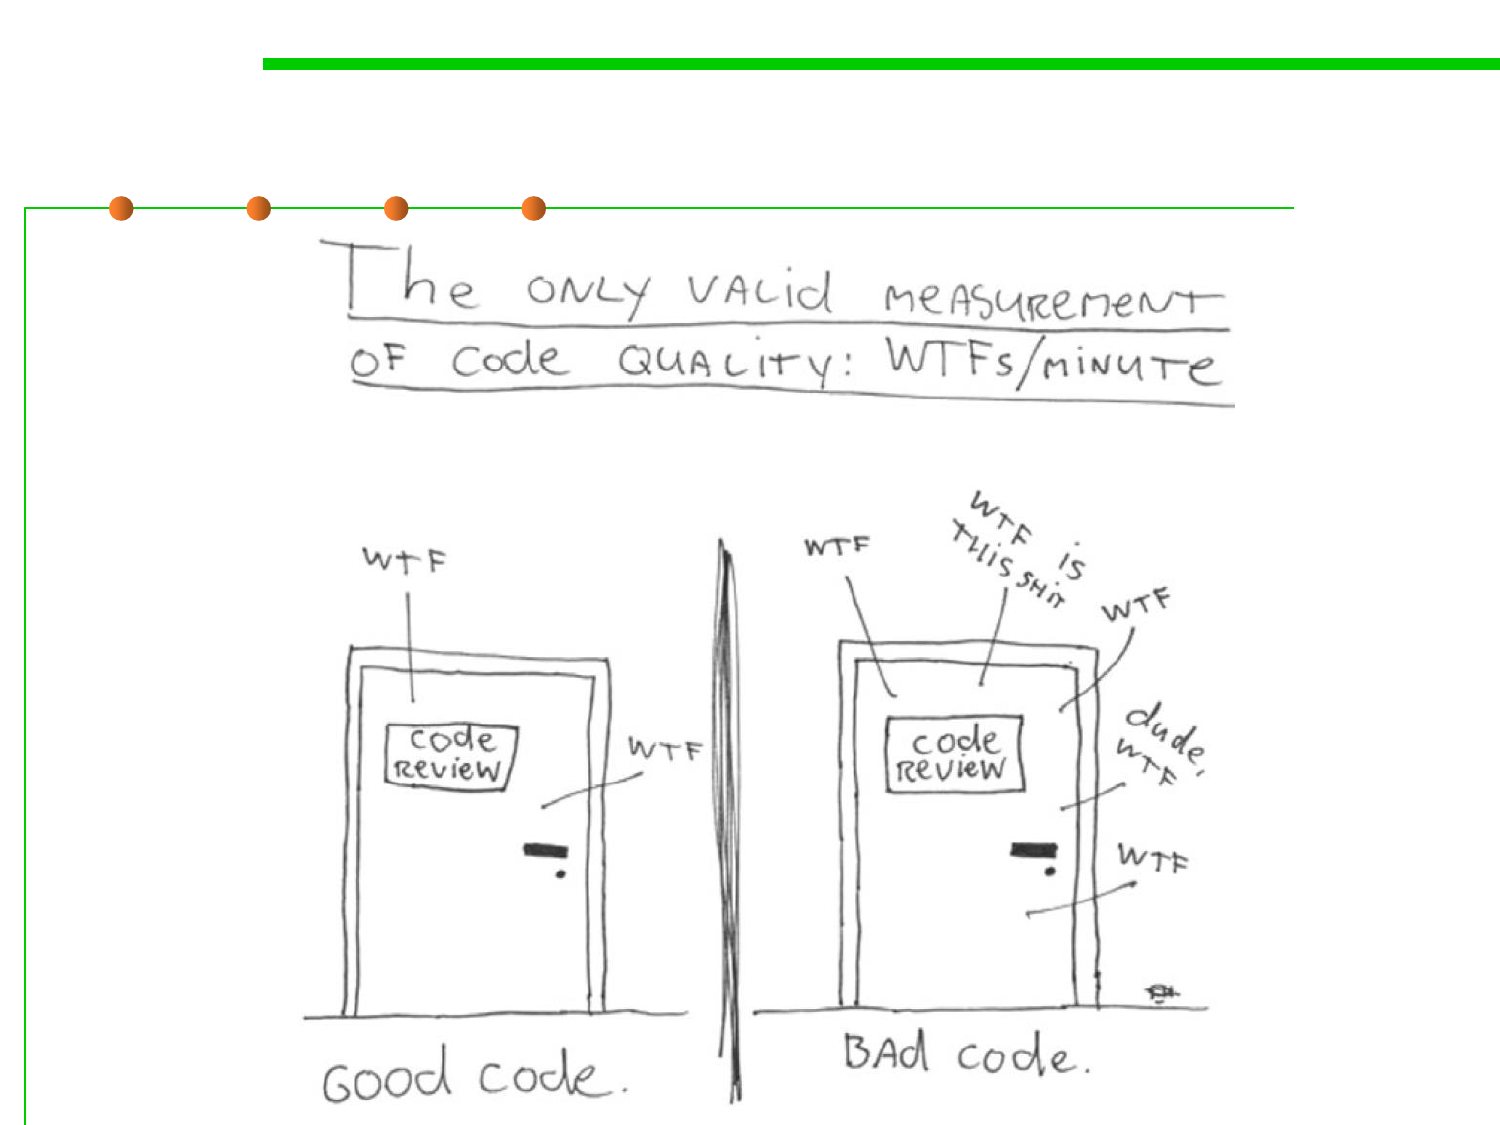 The ONLY VALid MEASUREMENT
OF Code QUALITY: WTFs/MINUTE
WTF
code
REVIEW
WTF
GOOD code.
WTF
WTF is
THIS SHiT
WTF
code
REVIEW
dude,
WTF
WTF
BAd code.